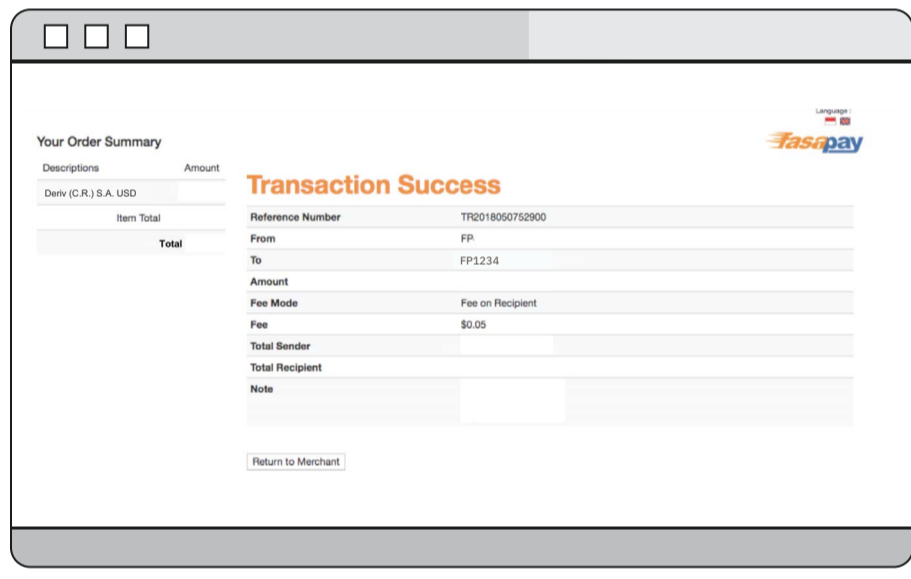 Language :
fasapay
Your Order Summary
Descriptions Amount
Deriv (C.R.) S.A. USD
Item Total
Total
Transaction Success
Reference Number TR2018050752900
From FP
To FP1234
Amount
Fee Mode Fee on Recipient
Fee $0.05
Total Sender
Total Recipient
Note
Return to Merchant